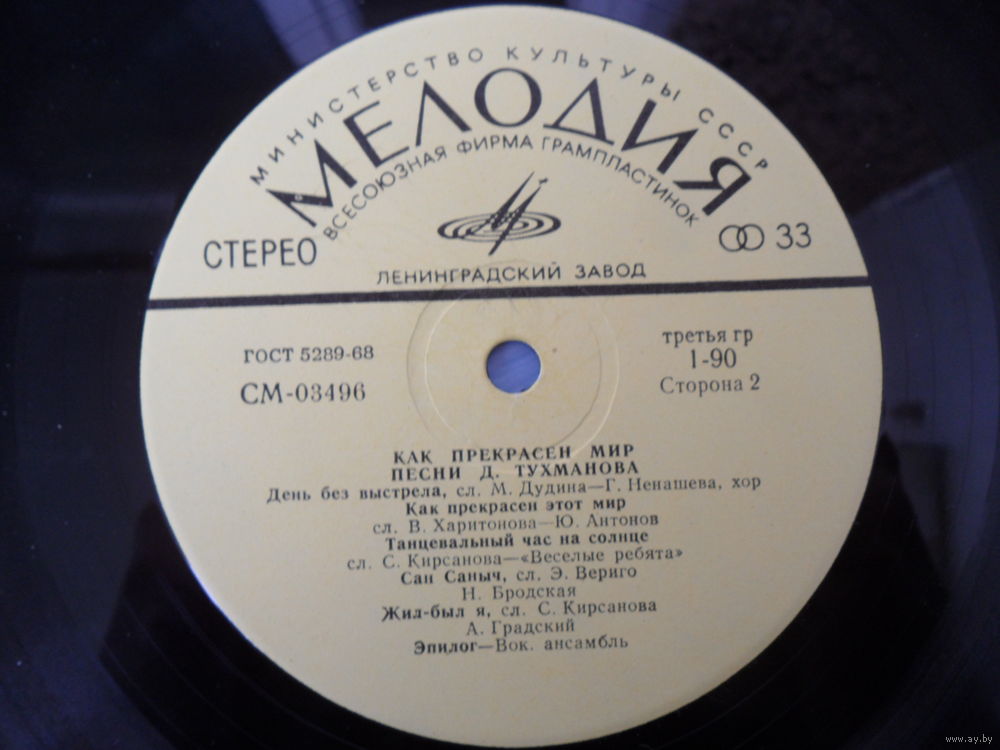 МИНИСТЕРСТВО КУЛЬТУРЫ СССР
МЕЛОДИЯ
ВСЕСОЮЗНАЯ ФИРМА ГРАМПЛАСТИНОК
СТЕРЕО
33
ЛЕНИНГРАДСКИЙ ЗАВОД
ГОСТ 5289-68
СМ-03496
третья гр
1-90
Сторона 2
КАК ПРЕКРАСЕН МИР
ПЕСНИ Д. ТУХМАНОВА
День без выстрела, сл. М. Дудина—Г. Ненашева, хор
Как прекрасен этот мир
сл. В. Харитонова—Ю. Антонов
Танцевальный час на солнце
сл. С. Кирсанова—«Веселые ребята»
Сан Саныч, сл. Э. Вериго
Н. Бродская
Жил-был я, сл. С. Кирсанова
А. Градский
Эпилог—Вок. ансамбль
www.ay.by